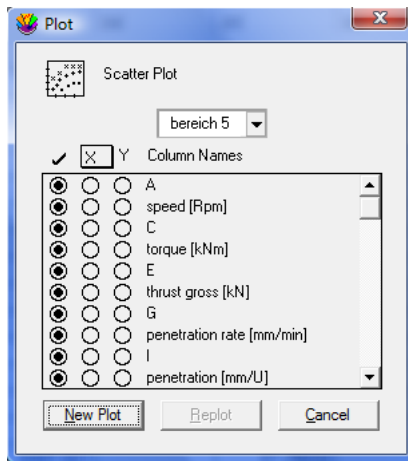 Plot
Scatter Plot
bereich 5
X Y Column Names
A
speed [Rpm]
C
torque [kNm]
E
thrust gross [kN]
G
penetration rate [mm/min]
I
penetration [mm/U]
New Plot Replot Cancel